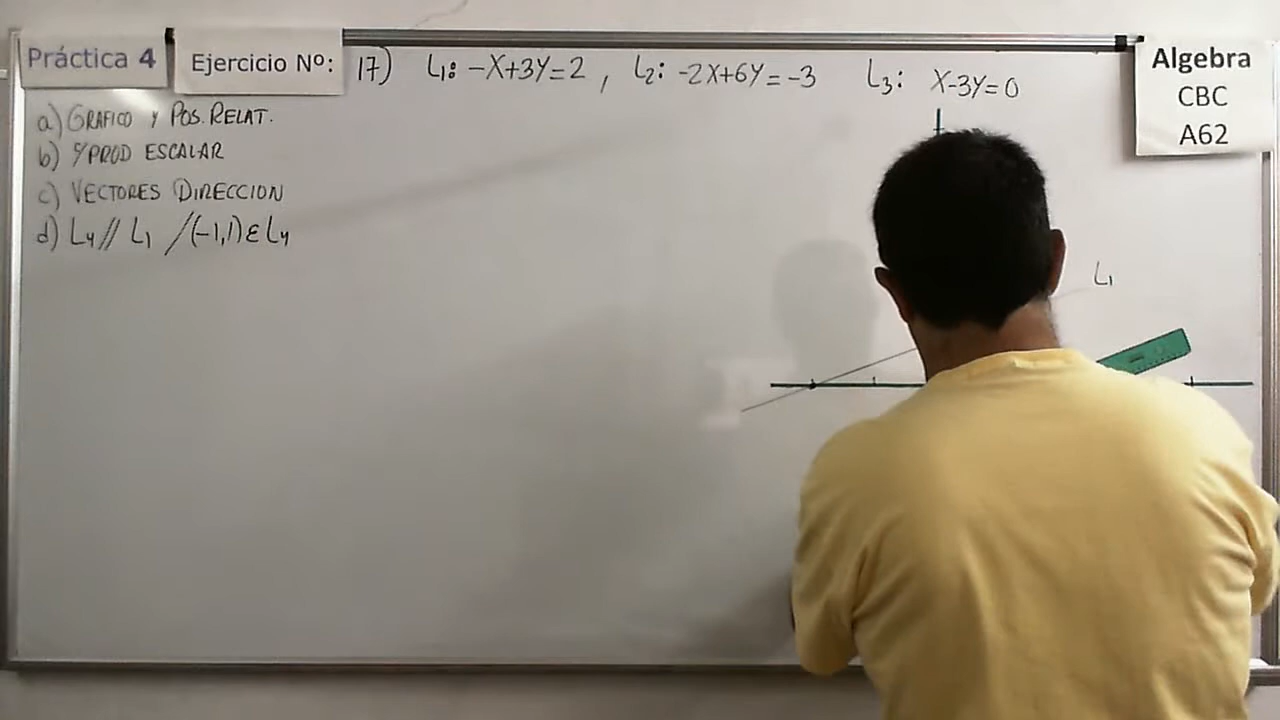 Práctica 4
Ejercicio Nº: 17) L1: -X+3Y=2 , L2: -2X+6Y=-3 L3: X-3Y=0
Algebra
CBC
A62
a) GRAFICO Y POS. RELAT.
b) S/PROD ESCALAR
c) VECTORES DIRECCION
d) L4 // L1 /(-1,1) ε L4
L1